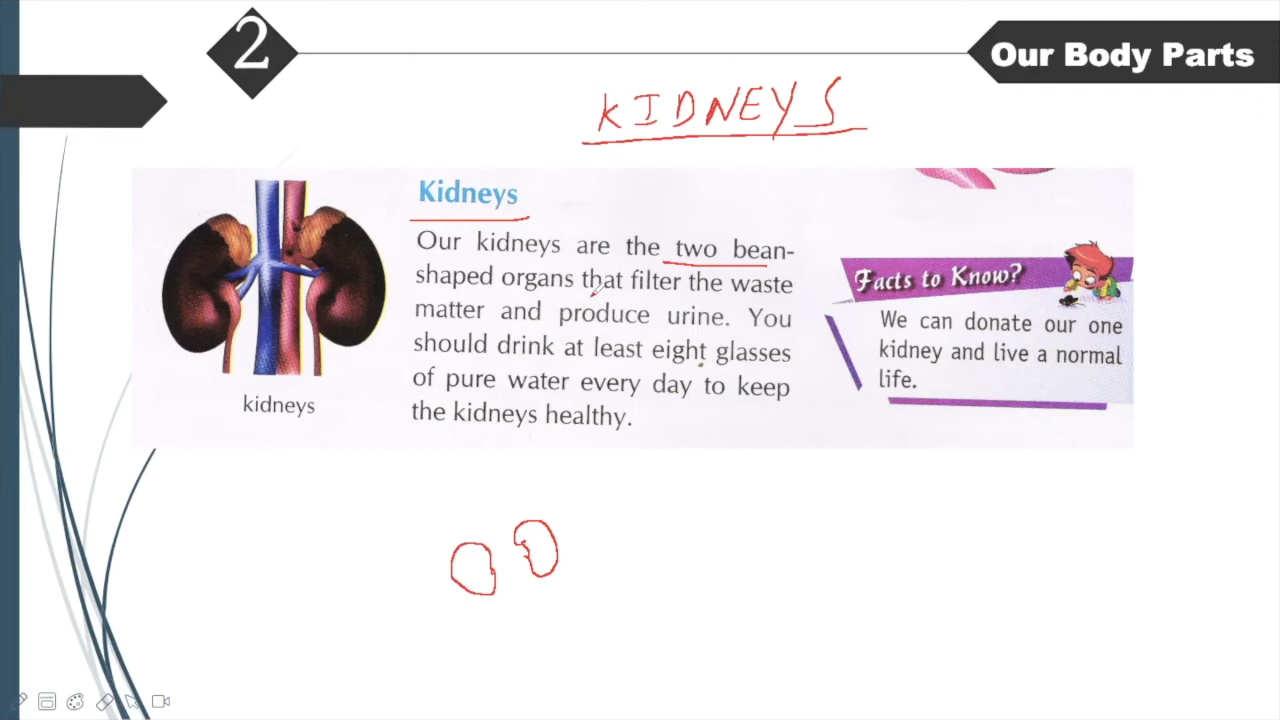 2
Our Body Parts
KIDNEYS
Kidneys
Our kidneys are the two bean-
shaped organs that filter the waste
matter and produce urine. You
should drink at least eight glasses
of pure water every day to keep
the kidneys healthy.
kidneys
Facts to Know?
We can donate our one
kidney and live a normal
life.